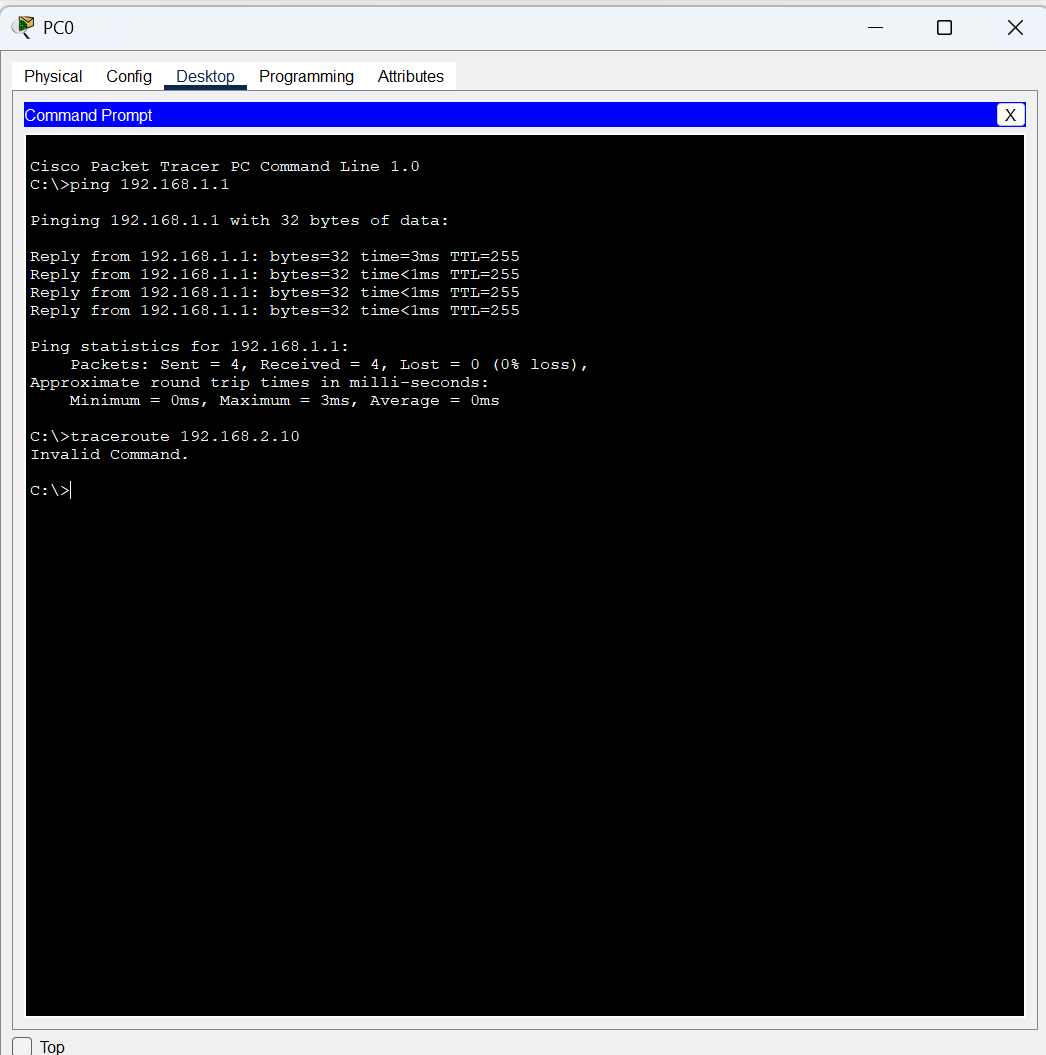 PC0
Physical Config Desktop Programming Attributes
Command Prompt X
Cisco Packet Tracer PC Command Line 1.0
C:\>ping 192.168.1.1
Pinging 192.168.1.1 with 32 bytes of data:
Reply from 192.168.1.1: bytes=32 time=3ms TTL=255
Reply from 192.168.1.1: bytes=32 time<1ms TTL=255
Reply from 192.168.1.1: bytes=32 time<1ms TTL=255
Reply from 192.168.1.1: bytes=32 time<1ms TTL=255
Ping statistics for 192.168.1.1:
    Packets: Sent = 4, Received = 4, Lost = 0 (0% loss),
Approximate round trip times in milli-seconds:
    Minimum = 0ms, Maximum = 3ms, Average = 0ms
C:\>traceroute 192.168.2.10
Invalid Command.
C:\>
Top